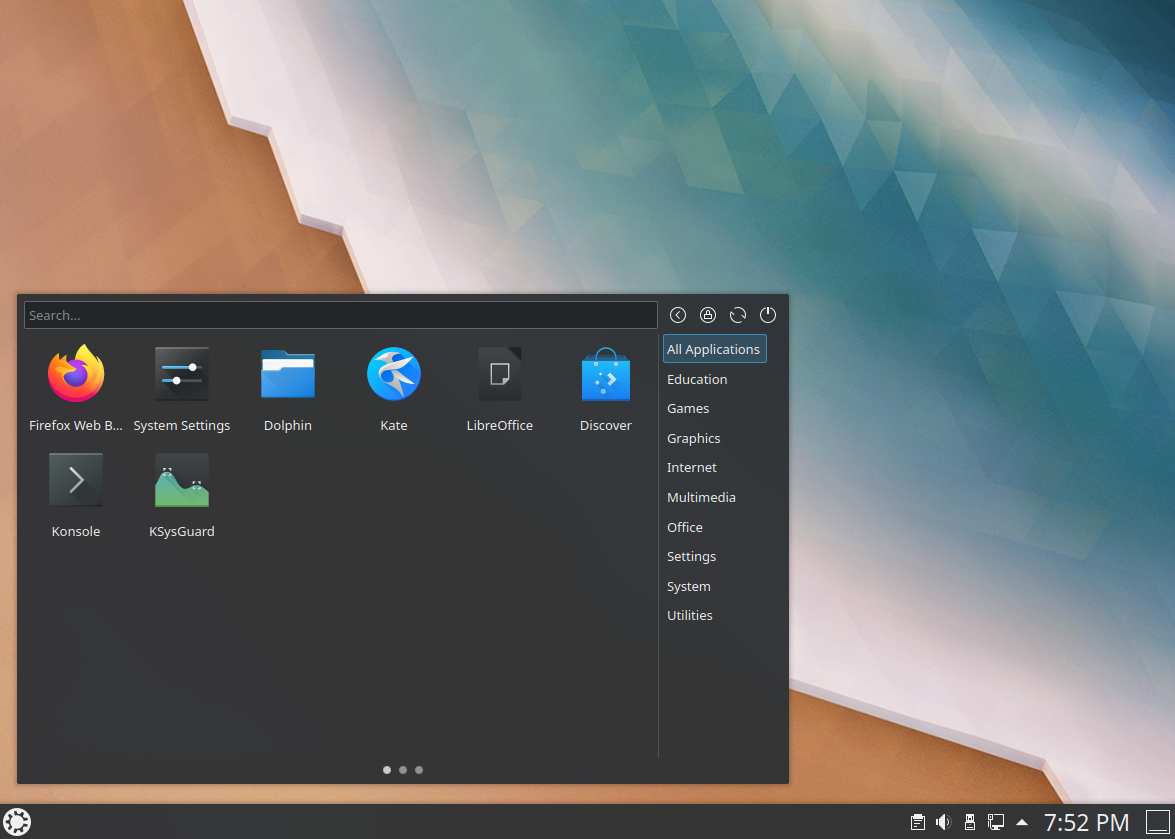 Search...
All Applications
Firefox Web B...
System Settings
Dolphin
Kate
LibreOffice
Discover
Konsole
KSysGuard
Education
Games
Graphics
Internet
Multimedia
Office
Settings
System
Utilities
7:52 PM